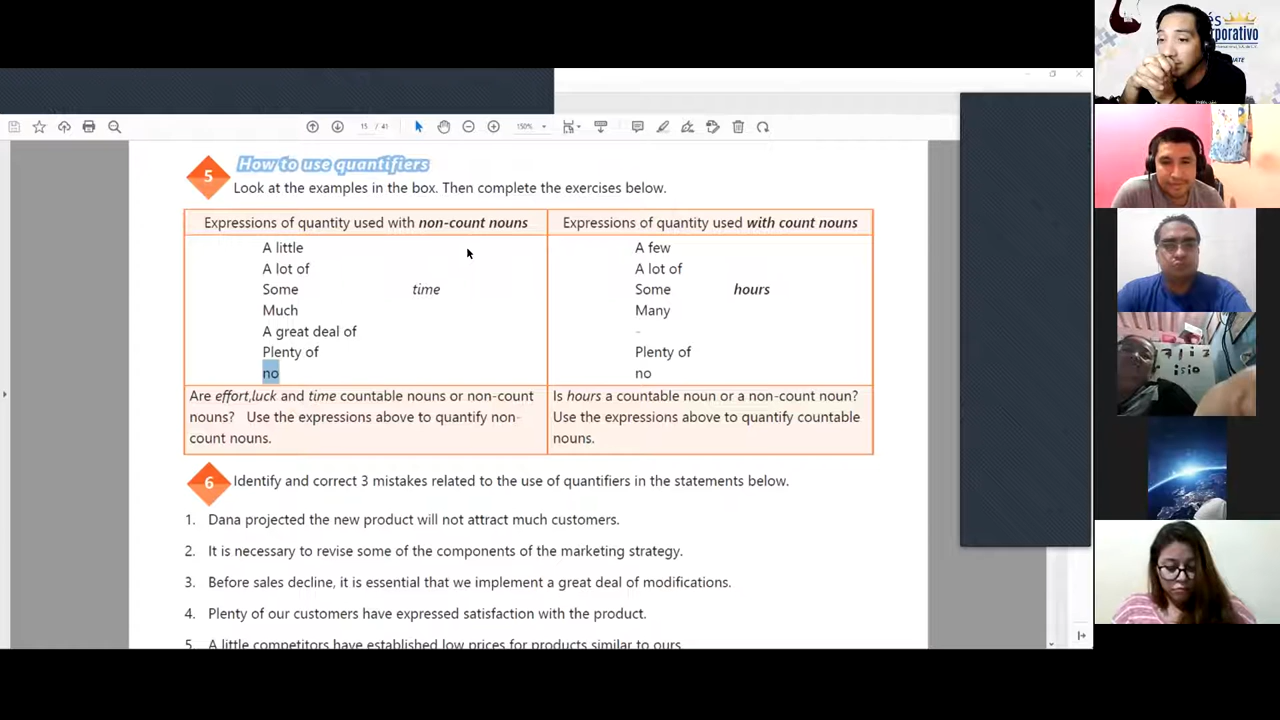 és
rporativo
15 / 41
150%
5
How to use quantifiers
Look at the examples in the box. Then complete the exercises below.
Expressions of quantity used with non-count nouns
Expressions of quantity used with count nouns
A little
A lot of
Some
time
Much
A great deal of
Plenty of
no
A few
A lot of
Some
hours
Many
-
Plenty of
no
Are effort,luck and time countable nouns or non-count
nouns? Use the expressions above to quantify non-
count nouns.
Is hours a countable noun or a non-count noun?
Use the expressions above to quantify countable
nouns.
6
Identify and correct 3 mistakes related to the use of quantifiers in the statements below.
1. Dana projected the new product will not attract much customers.
2. It is necessary to revise some of the components of the marketing strategy.
3. Before sales decline, it is essential that we implement a great deal of modifications.
4. Plenty of our customers have expressed satisfaction with the product.
5. A little competitors have established low prices for products similar to ours.